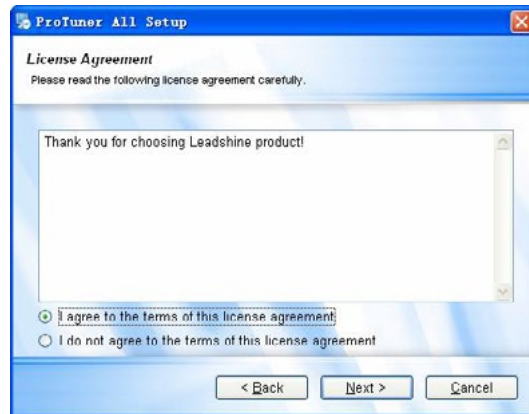 ProTuner All Setup
License Agreement
Please read the following license agreement carefully.
Thank you for choosing Leadshine product!
I agree to the terms of this license agreement
I do not agree to the terms of this license agreement
< Back
Next >
Cancel